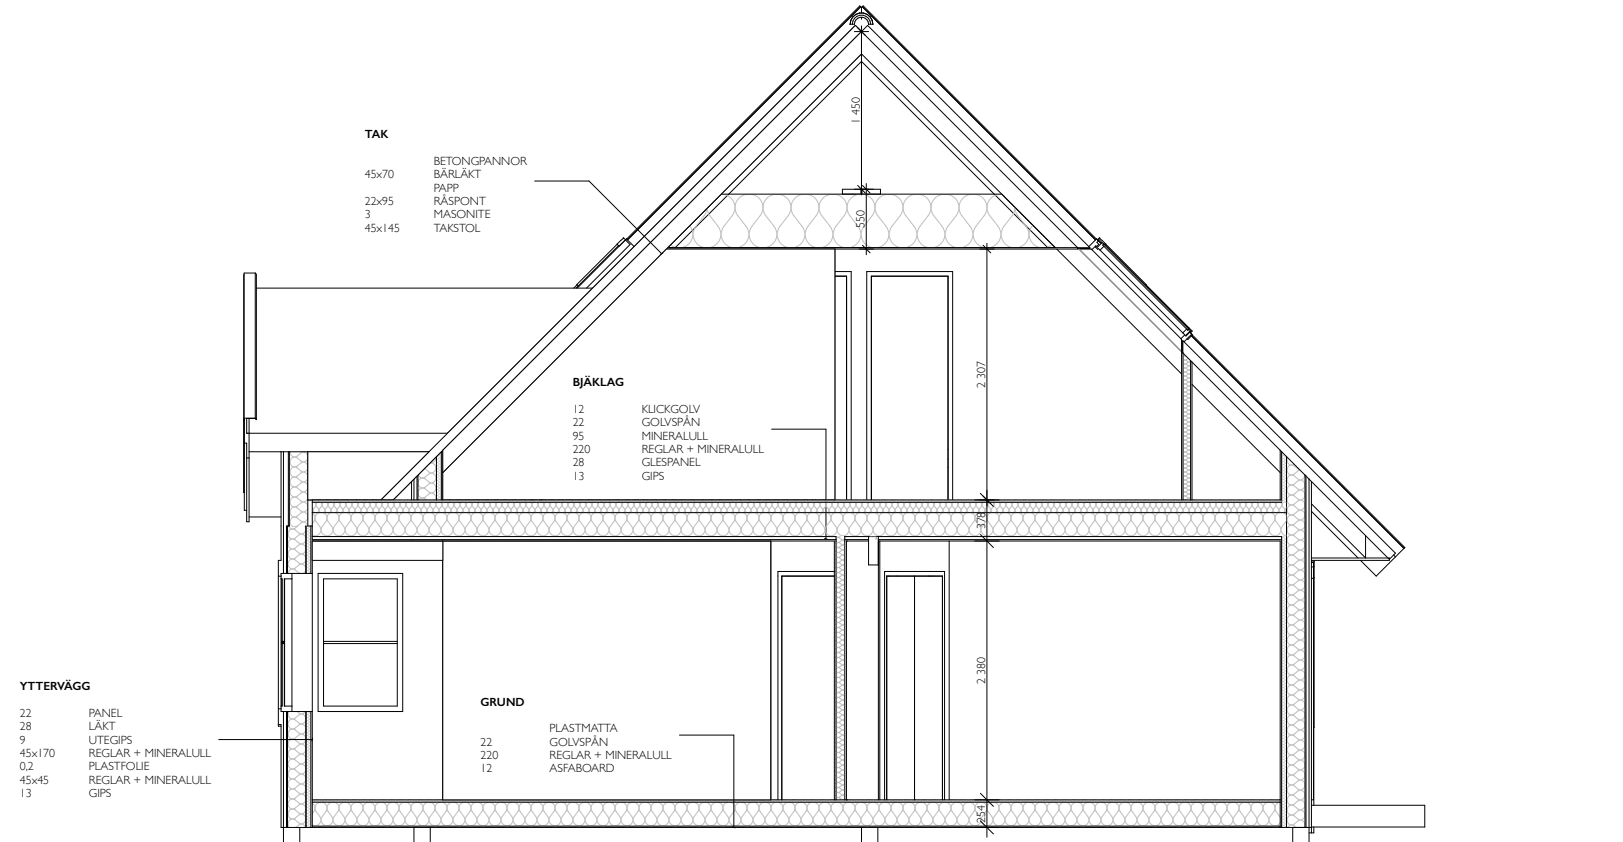 1 450
TAK
BETONGPANNOR
45x70 BÄRLÄKT
PAPP
22x95 RÅSPONT
3 MASONITE
45x145 TAKSTOL
550
2 307
BJÄKLAG
12 KLICKGOLV
22 GOLVSPÅN
95 MINERALULL
220 REGLAR + MINERALULL
28 GLESPANEL
13 GIPS
378
2 380
YTTERVÄGG
22 PANEL
28 LÄKT
9 UTEGIPS
45x170 REGLAR + MINERALULL
0,2 PLASTFOLIE
45x45 REGLAR + MINERALULL
13 GIPS
GRUND
PLASTMATTA
22 GOLVSPÅN
220 REGLAR + MINERALULL
12 ASFABOARD
254